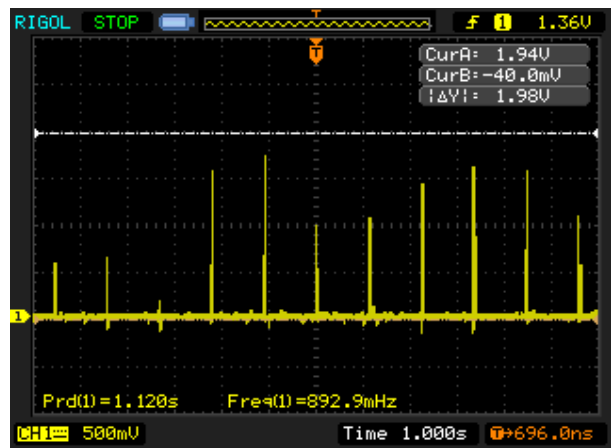 RIGOL STOP T 1 1.36V
T
CurA: 1.94V
CurB:-40.0mV
|ΔY|: 1.98V
1
Prd(1)=1.120s Freq(1)=892.9mHz
CH1 500mV Time 1.000s T→696.0ns